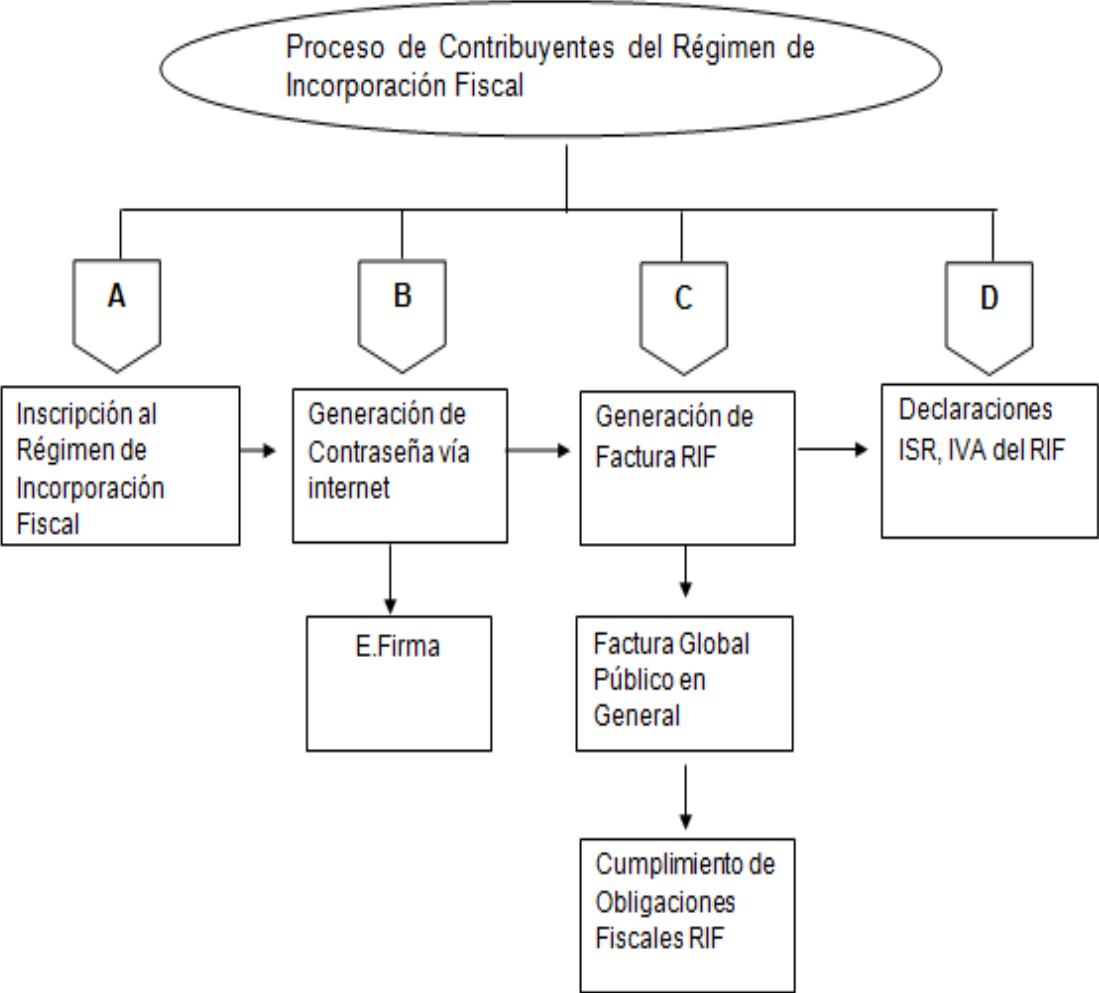 Proceso de Contribuyentes del Régimen de
Incorporación Fiscal
A
B
C
D
Inscripción al
Régimen de
Incorporación
Fiscal
Generación de
Contraseña vía
internet
Generación de
Factura RIF
Declaraciones
ISR, IVA del RIF
E.Firma
Factura Global
Público en
General
Cumplimiento de
Obligaciones
Fiscales RIF